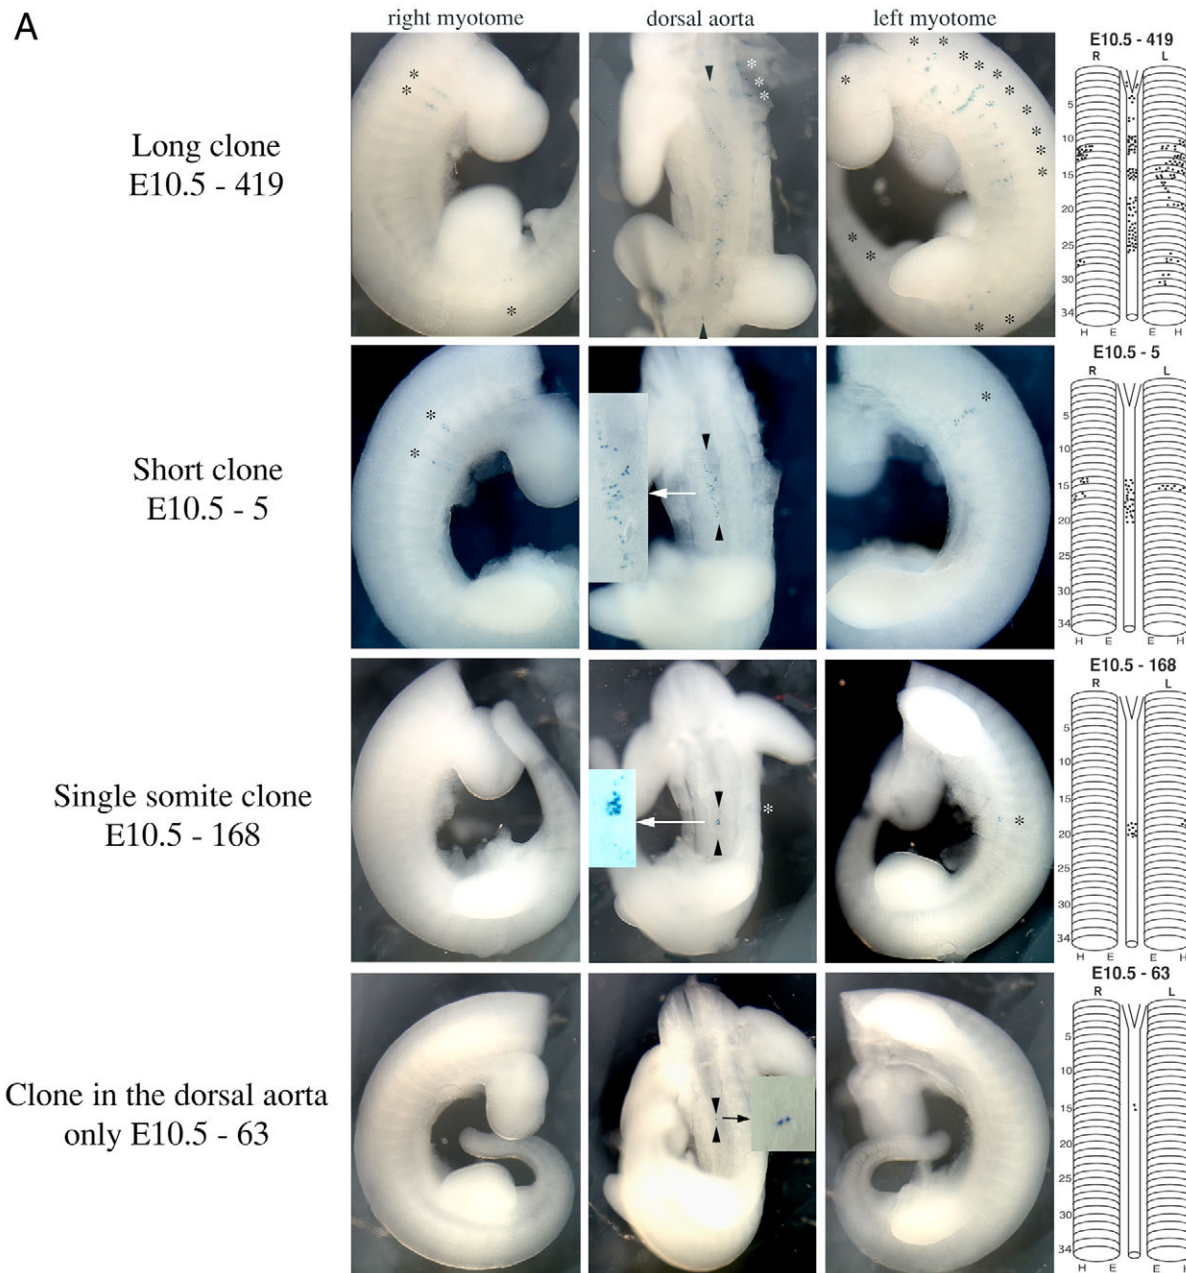 A
right myotome
dorsal aorta
left myotome
Long clone
E10.5 - 419
E10.5 - 419
R L
5
10
15
20
25
30
34
H E E H
Short clone
E10.5 - 5
E10.5 - 5
R L
5
10
15
20
25
30
34
H E E H
Single somite clone
E10.5 - 168
E10.5 - 168
R L
5
10
15
20
25
30
34
H E E H
Clone in the dorsal aorta
only E10.5 - 63
E10.5 - 63
R L
5
10
15
20
25
30
34
H E E